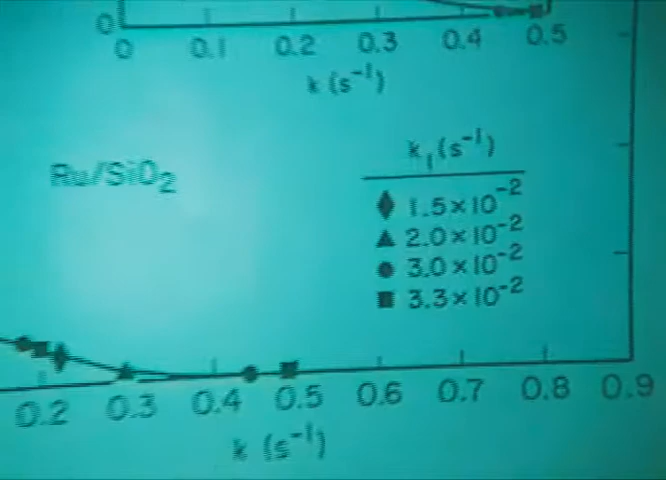 0
0 0.1 0.2 0.3 0.4 0.5
k (s⁻¹)
Ru/SiO₂
k₁(s⁻¹)
♦ 1.5×10⁻²
▲ 2.0×10⁻²
● 3.0×10⁻²
■ 3.3×10⁻²
0.2 0.3 0.4 0.5 0.6 0.7 0.8 0.9
k (s⁻¹)